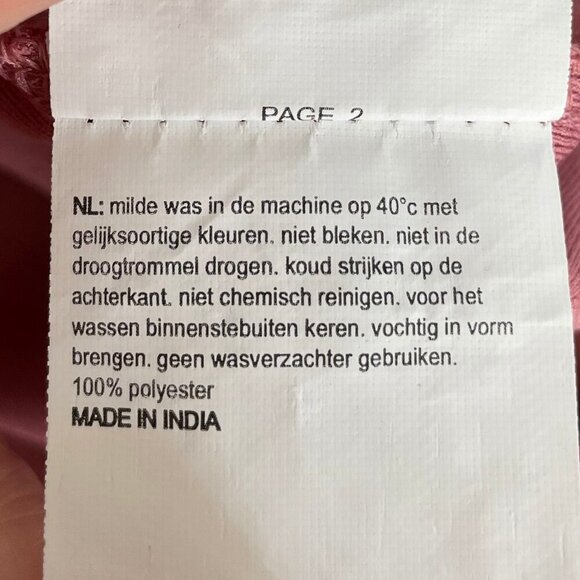 PAGE 2
NL: milde was in de machine op 40°c met
gelijksoortige kleuren. niet bleken. niet in de
droogtrommel drogen. koud strijken op de
achterkant. niet chemisch reinigen. voor het
wassen binnenstebuiten keren. vochtig in vorm
brengen. geen wasverzachter gebruiken.
100% polyester
MADE IN INDIA